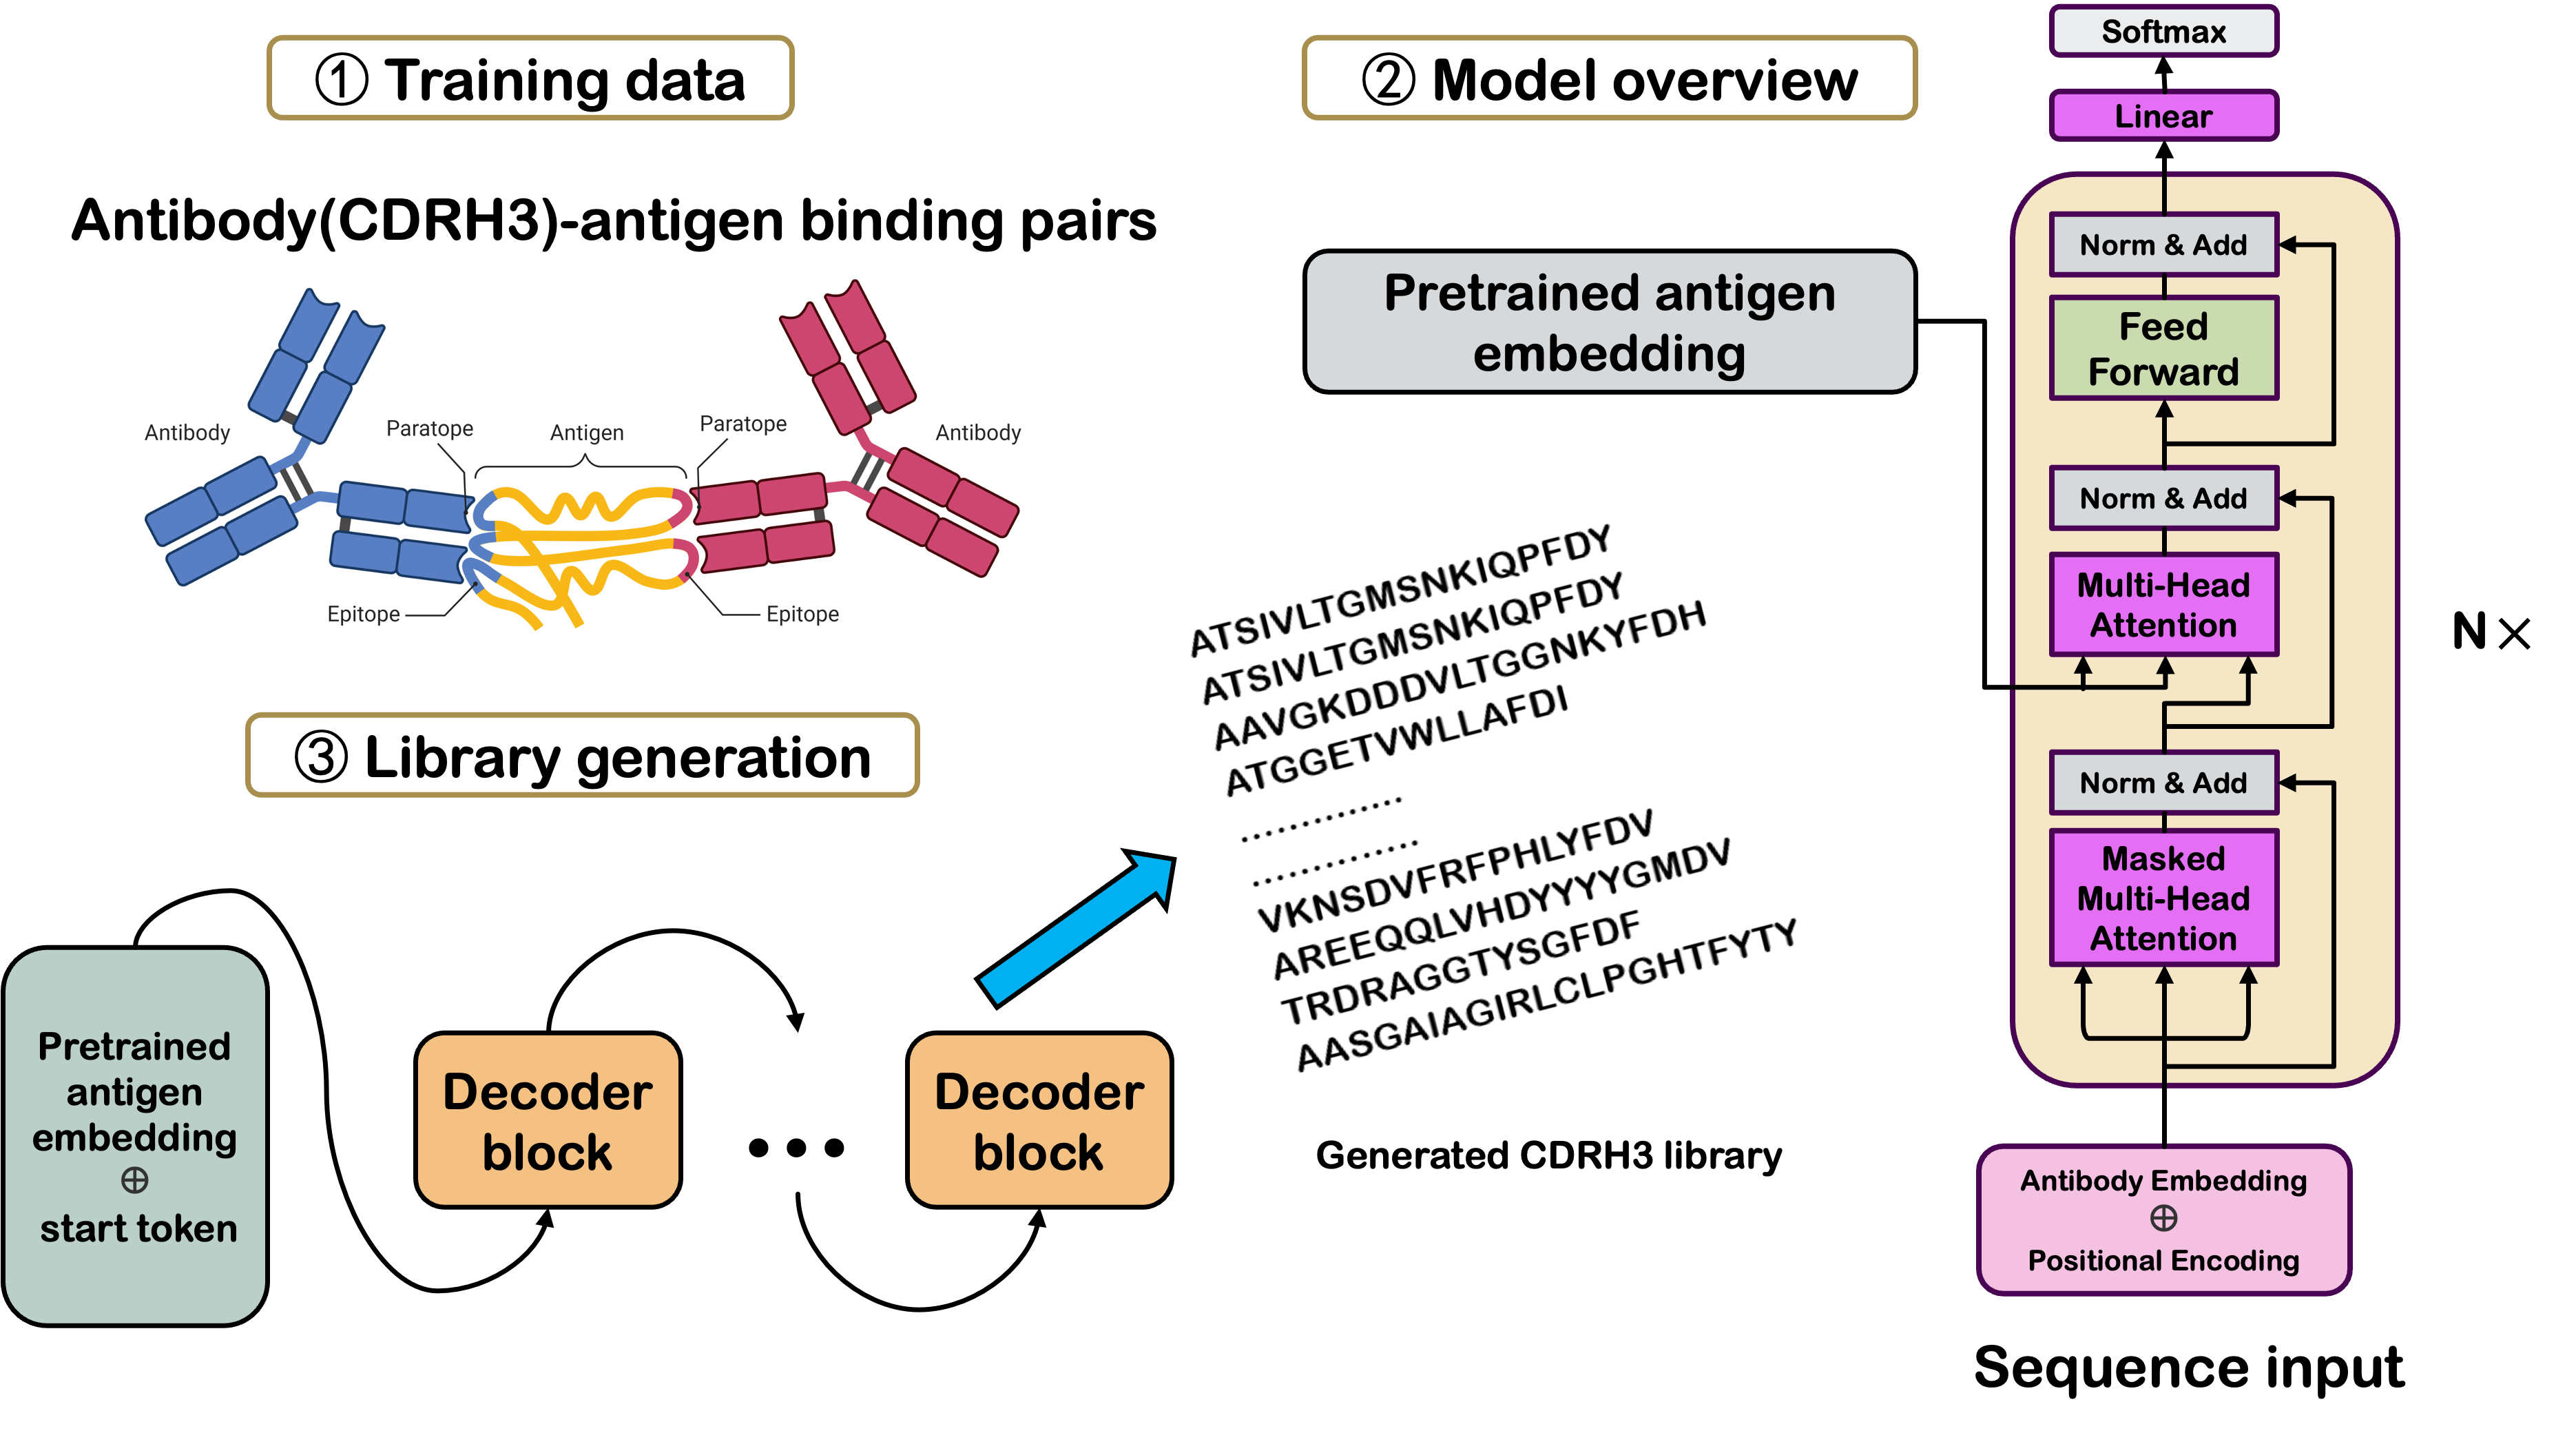 ① Training data
Antibody(CDRH3)-antigen binding pairs
Antibody
Paratope
Antigen
Paratope
Antibody
Epitope
Epitope
② Model overview
Pretrained antigen
embedding
Softmax
Linear
Norm & Add
Feed
Forward
Norm & Add
Multi-Head
Attention
Norm & Add
Masked
Multi-Head
Attention
N×
Antibody Embedding
⊕
Positional Encoding
Sequence input
③ Library generation
Pretrained
antigen
embedding
⊕
start token
Decoder
block
•••
Decoder
block
ATSIVLTGMSNKIQPFDY
ATSIVLTGMSNKIQPFDY
AAVGKDDDVLTGGNKYFDH
ATGGETVWLLAFDI
.............
.............
VKNSDVFRFPHLYFDV
AREEQQLVHDYYYYGMDV
TRDRAGGTYSGFDF
AASGAIAGIRLCLPGHTFYTY
Generated CDRH3 library